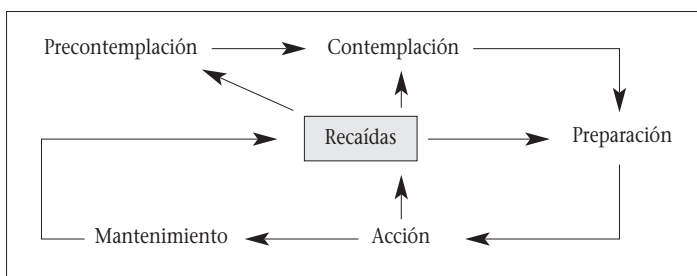 Precontemplación
Contemplación
Recaídas
Preparación
Mantenimiento
Acción